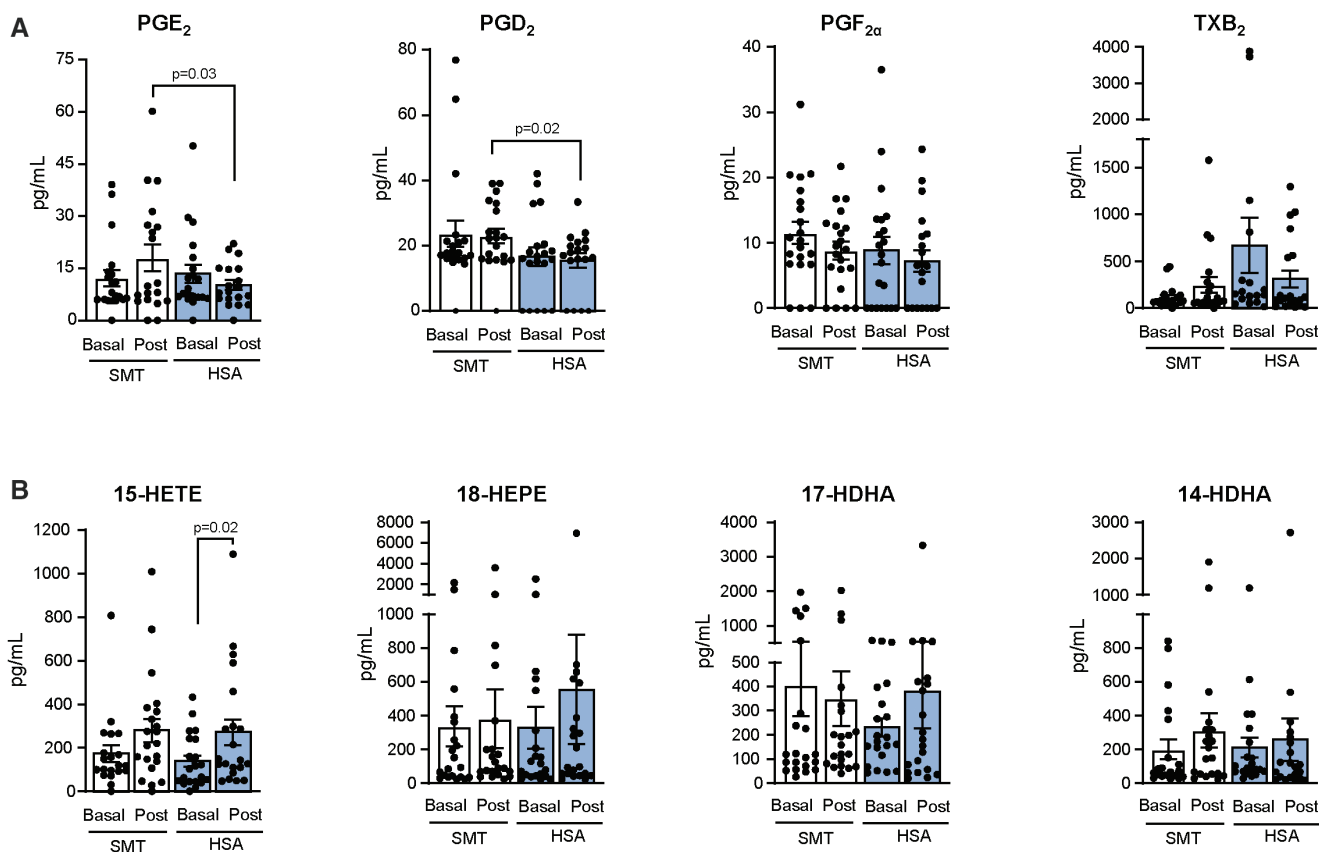 A
PGE2
75
60
45
30
15
0
pg/mL
p=0.03
Basal Post Basal Post
SMT HSA
PGD2
80
60
40
20
0
pg/mL
p=0.02
Basal Post Basal Post
SMT HSA
PGF2α
40
30
20
10
0
pg/mL
Basal Post Basal Post
SMT HSA
TXB2
4000
3000
2000
1500
1000
500
0
pg/mL
Basal Post Basal Post
SMT HSA
B
15-HETE
1200
1000
800
600
400
200
0
pg/mL
p=0.02
Basal Post Basal Post
SMT HSA
18-HEPE
8000
6000
4000
2000
1000
800
600
400
200
0
pg/mL
Basal Post Basal Post
SMT HSA
17-HDHA
4000
3000
2000
1000
500
400
300
200
100
0
pg/mL
Basal Post Basal Post
SMT HSA
14-HDHA
3000
2000
1000
800
600
400
200
0
pg/mL
Basal Post Basal Post
SMT HSA